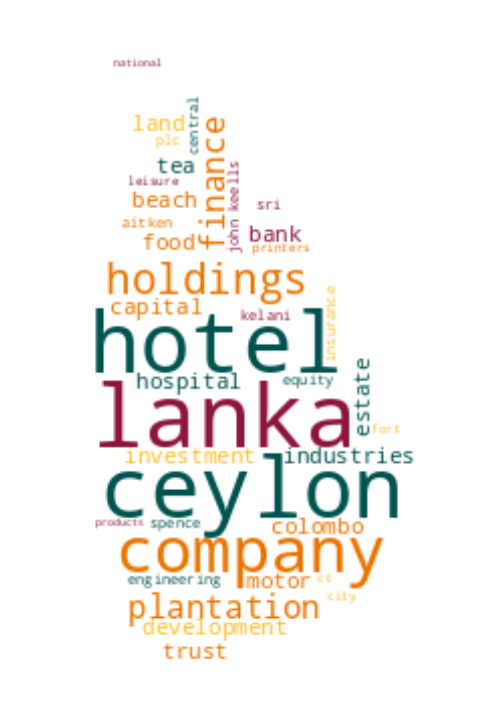 national
land
central
plc
finance
tea
john keells
leisure
beach
sri
aitken
bank
food
printers
holdings
insurance
capital
kelani
hotel
hospital
equity
estate
lanka
fort
investment
industries
ceylon
products
spence
colombo
company
engineering
motor
ct
city
plantation
development
trust